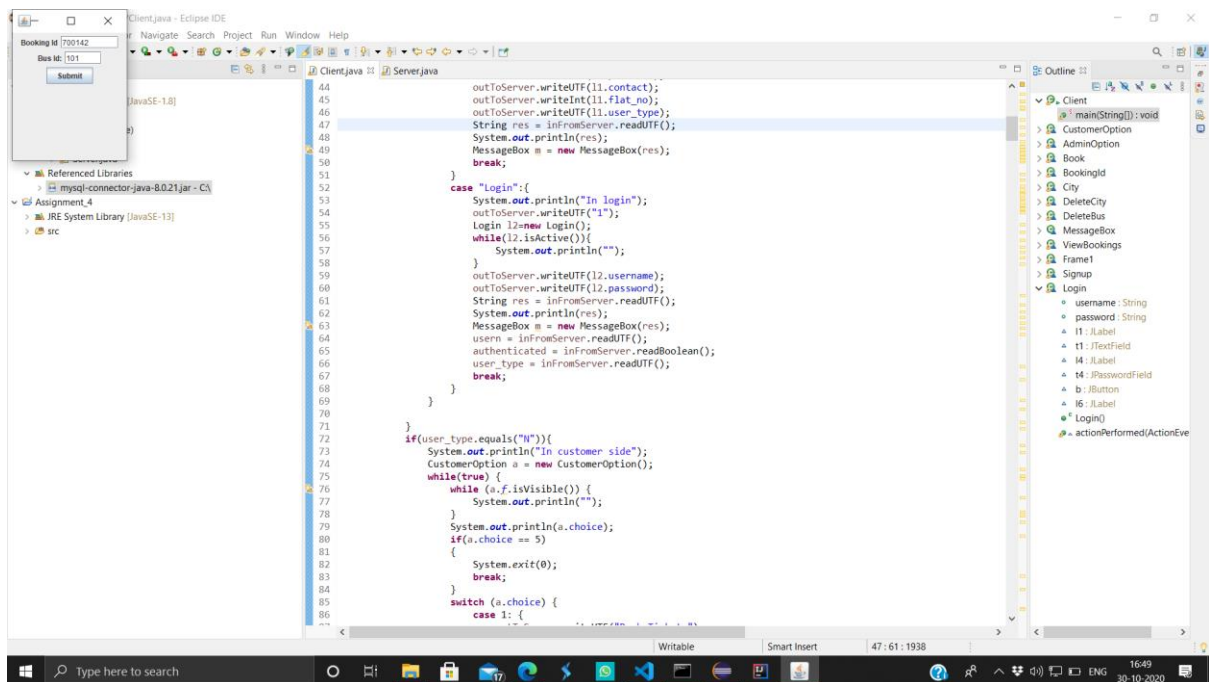 Client.java - Eclipse IDE
Navigate Search Project Run Window Help
Booking Id 700142
Bus Id: 101
Submit
[JavaSE-1.8]
Server.java
Referenced Libraries
mysql-connector-java-8.0.21.jar - C:\
Assignment_4
JRE System Library [JavaSE-13]
src
Client.java Server.java
44 outToServer.writeUTF(l1.contact);
45 outToServer.writeInt(l1.flat_no);
46 outToServer.writeUTF(l1.user_type);
47 String res = inFromServer.readUTF();
48 System.out.println(res);
49 MessageBox m = new MessageBox(res);
50 break;
51 }
52 case "Login":{
53 System.out.println("In login");
54 outToServer.writeUTF("1");
55 Login l2=new Login();
56 while(l2.isActive()){
57 System.out.println("");
58 }
59 outToServer.writeUTF(l2.username);
60 outToServer.writeUTF(l2.password);
61 String res = inFromServer.readUTF();
62 System.out.println(res);
63 MessageBox m = new MessageBox(res);
64 usern = inFromServer.readUTF();
65 authenticated = inFromServer.readBoolean();
66 user_type = inFromServer.readUTF();
67 break;
68 }
69 }
70
71 }
72 if(user_type.equals("N")){
73 System.out.println("In customer side");
74 CustomerOption a = new CustomerOption();
75 while(true) {
76 while (a.f.isVisible()) {
77 System.out.println("");
78 }
79 System.out.println(a.choice);
80 if(a.choice == 5)
81 {
82 System.exit(0);
83 break;
84 }
85 switch (a.choice) {
86 case 1: {
Outline
Client
main(String[]) : void
CustomerOption
AdminOption
Book
BookingId
City
DeleteCity
DeleteBus
MessageBox
ViewBookings
Frame1
Signup
Login
username : String
password : String
l1 : JLabel
t1 : JTextField
l4 : JLabel
t4 : JPasswordField
b : JButton
l6 : JLabel
Login()
actionPerformed(ActionEve
Writable Smart Insert 47 : 61 : 1938
Type here to search
17
ENG
16:49
30-10-2020